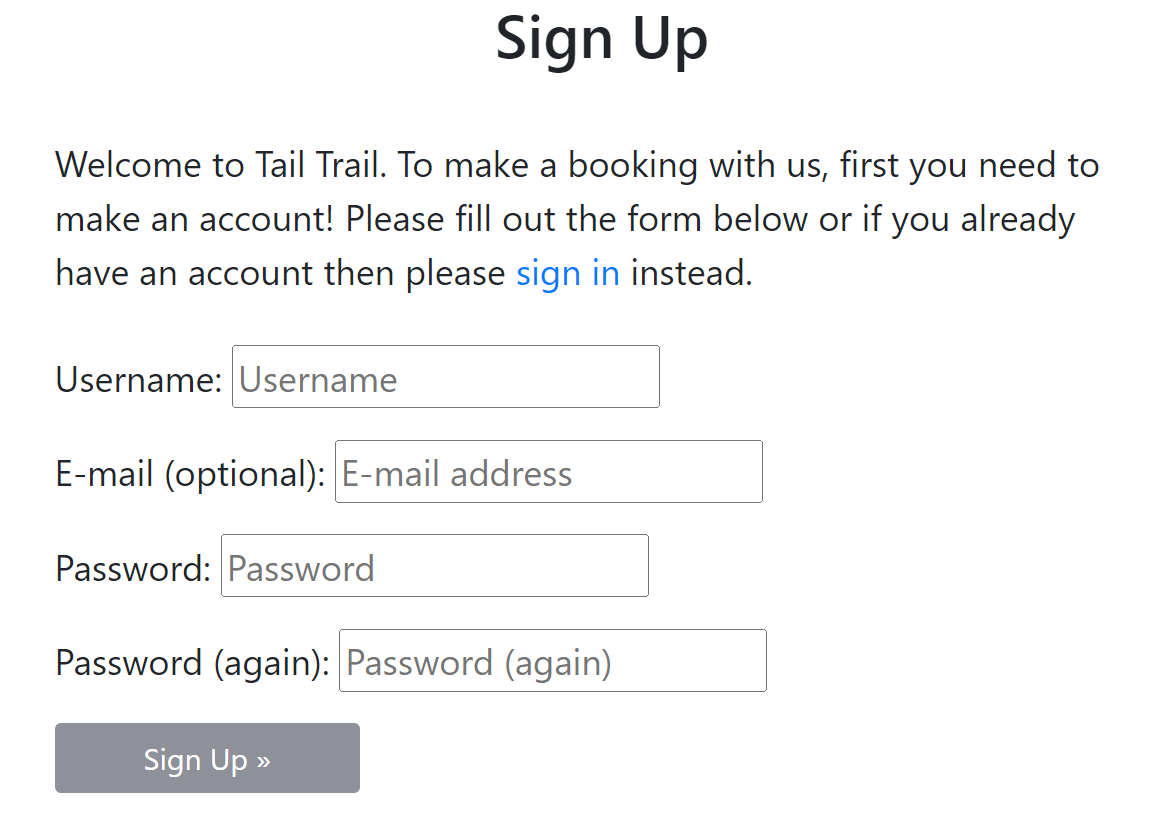 Sign Up
Welcome to Tail Trail. To make a booking with us, first you need to
make an account! Please fill out the form below or if you already
have an account then please sign in instead.
Username: Username
E-mail (optional): E-mail address
Password: Password
Password (again): Password (again)
Sign Up »